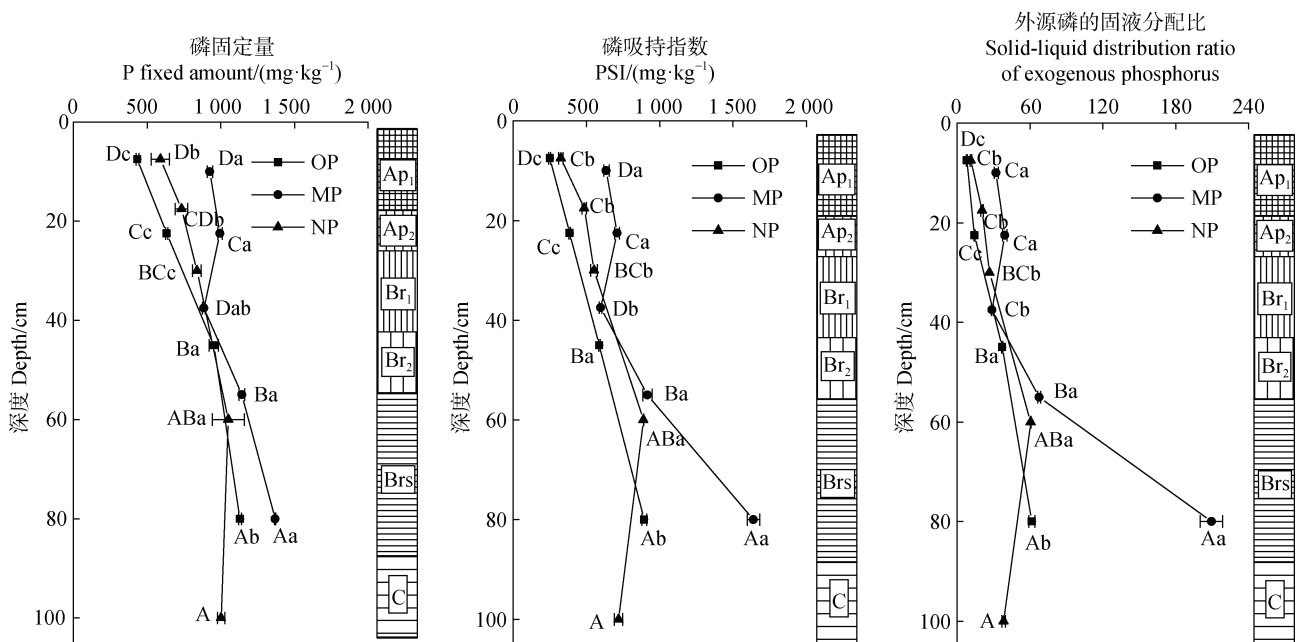 磷固定量
P fixed amount/(mg·kg⁻¹)
0 500 1 000 1 500 2 000
0
20
40
60
80
100
深度 Depth/cm
Dc Db Da
OP
MP
NP
CDb
Cc Ca
BCc
Dab
Ba
Ba
ABa
Ab Aa
A
Ap₁
Ap₂
Br₁
Br₂
Brs
C
磷吸持指数
PSI/(mg·kg⁻¹)
0 500 1 000 1 500 2 000
0
20
40
60
80
100
深度 Depth/cm
Dc Cb Da
OP
MP
NP
Cb
Cc Ca
BCb
Db
Ba
Ba
ABa
Ab Aa
A
Ap₁
Ap₂
Br₁
Br₂
Brs
C
外源磷的固液分配比
Solid-liquid distribution ratio
of exogenous phosphorus
0 60 120 180 240
0
20
40
60
80
100
深度 Depth/cm
Dc Cb Ca
OP
MP
NP
Cb
Cc Ca
BCb
Cb
Ba
Ba
ABa
Ab Aa
A
Ap₁
Ap₂
Br₁
Br₂
Brs
C